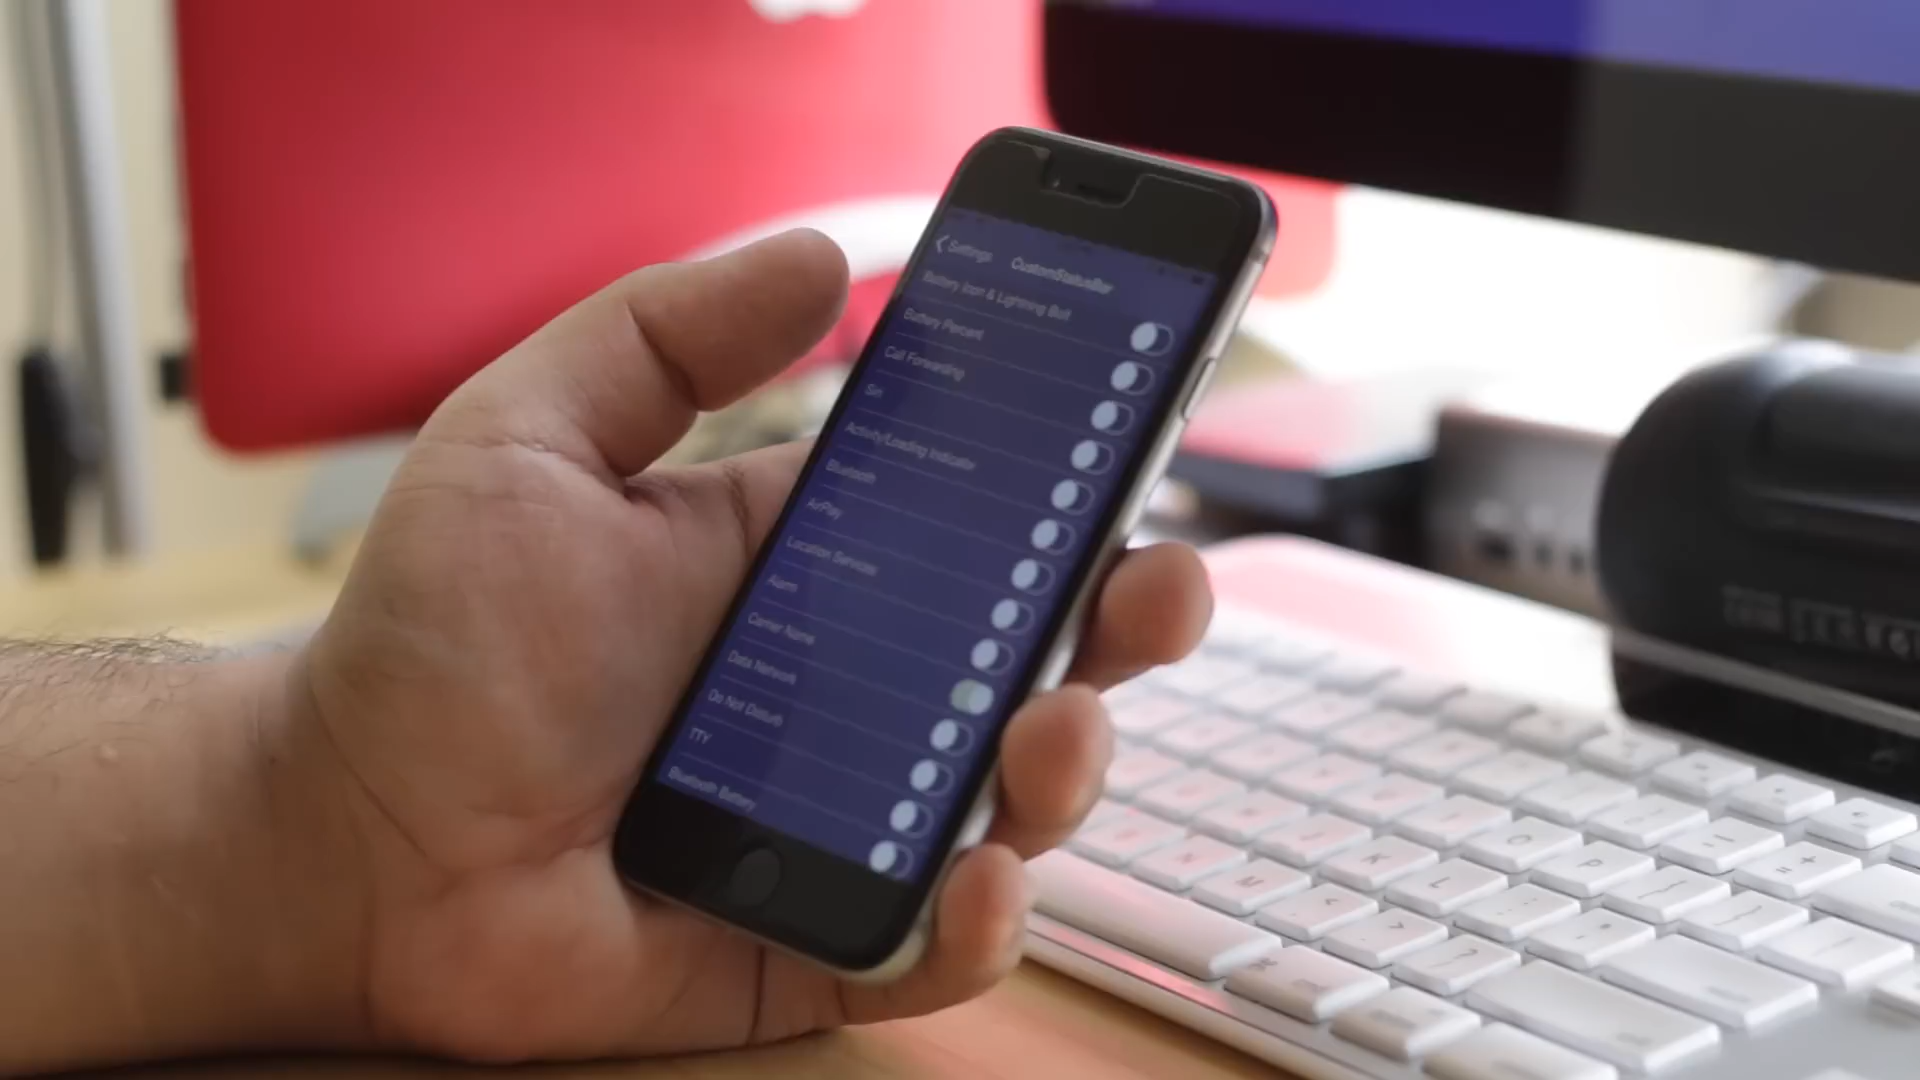 Settings CustomStatusBar
Battery Icon & Lightning Bolt
Battery Percent
Call Forwarding
Siri
Activity/Loading Indicator
Bluetooth
AirPlay
Location Services
Alarm
Carrier Name
Data Network
Do Not Disturb
TTY
Bluetooth Battery
O
P
K
L
M